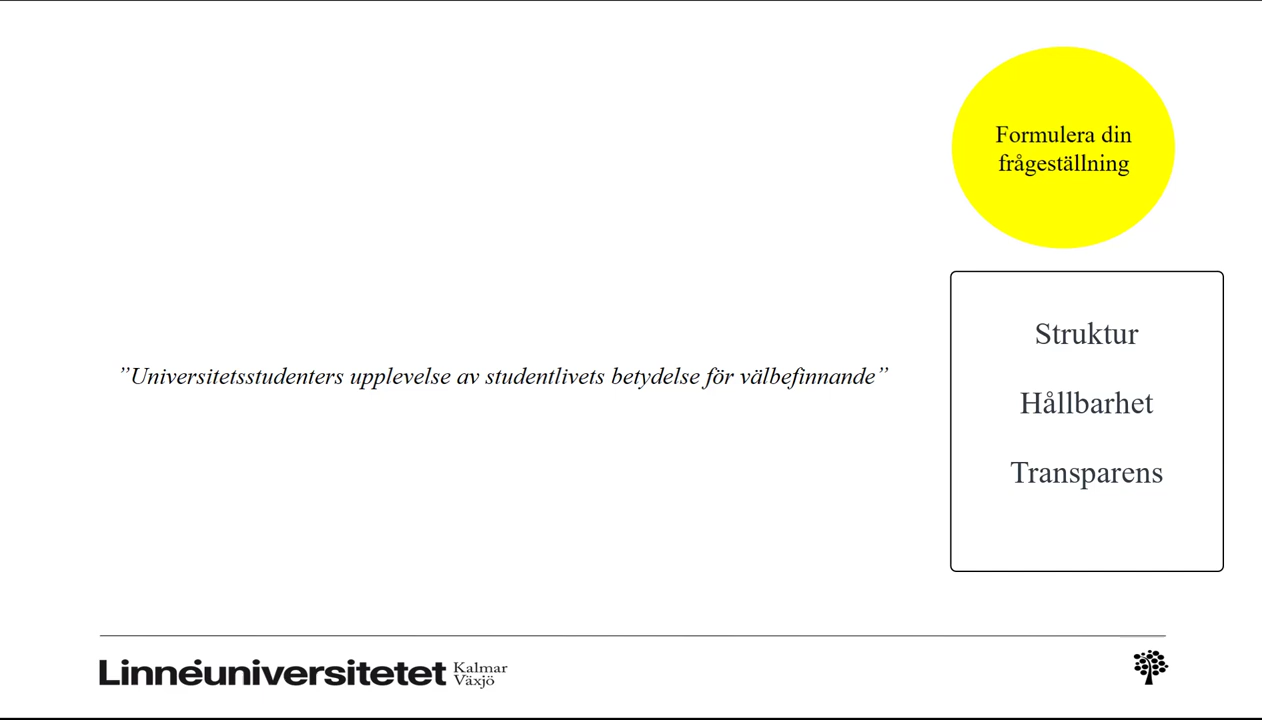 Formulera din
frågeställning
”Universitetsstudenters upplevelse av studentlivets betydelse för välbefinnande”
Struktur
Hållbarhet
Transparens
Linnéuniversitetet
Kalmar
Växjö